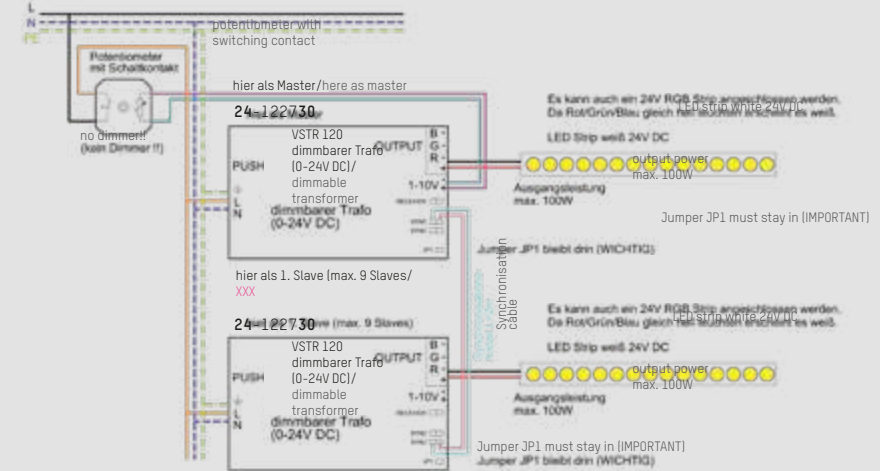 L
N
PE
potentiometer with
switching contact
Potentiometer
mit Schaltkontakt
no dimmer!!
(kein Dimmer !!)
hier als Master/here as master
24-122730
VSTR 120
dimmbarer Trafo
(0-24V DC)/
dimmable
transformer
dimmbarer Trafo
(0-24V DC)
PUSH
L
N
OUTPUT
B
G
R
1-10V
JP1
Es kann auch ein 24V RGB Strip angeschlossen werden.
LED strip white 24V DC
Da Rot/Grün/Blau gleich hell leuchten erscheint es weiß.
LED Strip weiß 24V DC
output power
max. 100W
Ausgangsleistung
max. 100W
Jumper JP1 must stay in (IMPORTANT)
Jumper JP1 bleibt drin (WICHTIG)
Synchronisation
cable
hier als 1. Slave (max. 9 Slaves/
XXX
24-122730
Slave (max. 9 Slaves)
VSTR 120
dimmbarer Trafo
(0-24V DC)/
dimmable
transformer
dimmbarer Trafo
(0-24V DC)
PUSH
L
N
OUTPUT
B
G
R
1-10V
JP1
Es kann auch ein 24V RGB Strip angeschlossen werden.
LED strip white 24V DC
Da Rot/Grün/Blau gleich hell leuchten erscheint es weiß.
LED Strip weiß 24V DC
output power
max. 100W
Ausgangsleistung
max. 100W
Jumper JP1 must stay in (IMPORTANT)
Jumper JP1 bleibt drin (WICHTIG)